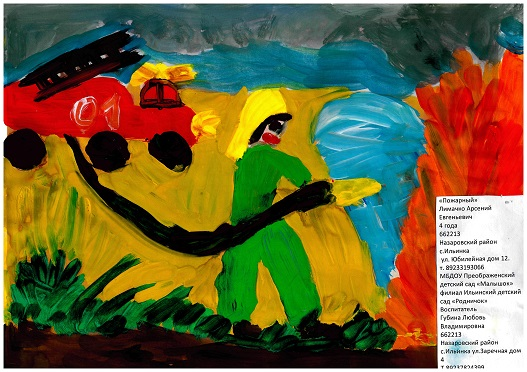 01
«Пожарный»
Лимачко Арсений
Евгеньевич
4 года
662213
Назаровский район
с.Ильинка
ул. Юбилейная дом 12.
т. 89233193066
МБДОУ Преображенский
детский сад «Малышок»
филиал Ильинский детский
сад «Родничок»
Воспитатель
Губина Любовь
Владимировна
662213
Назаровский район
с.Ильинка ул.Заречная дом
4